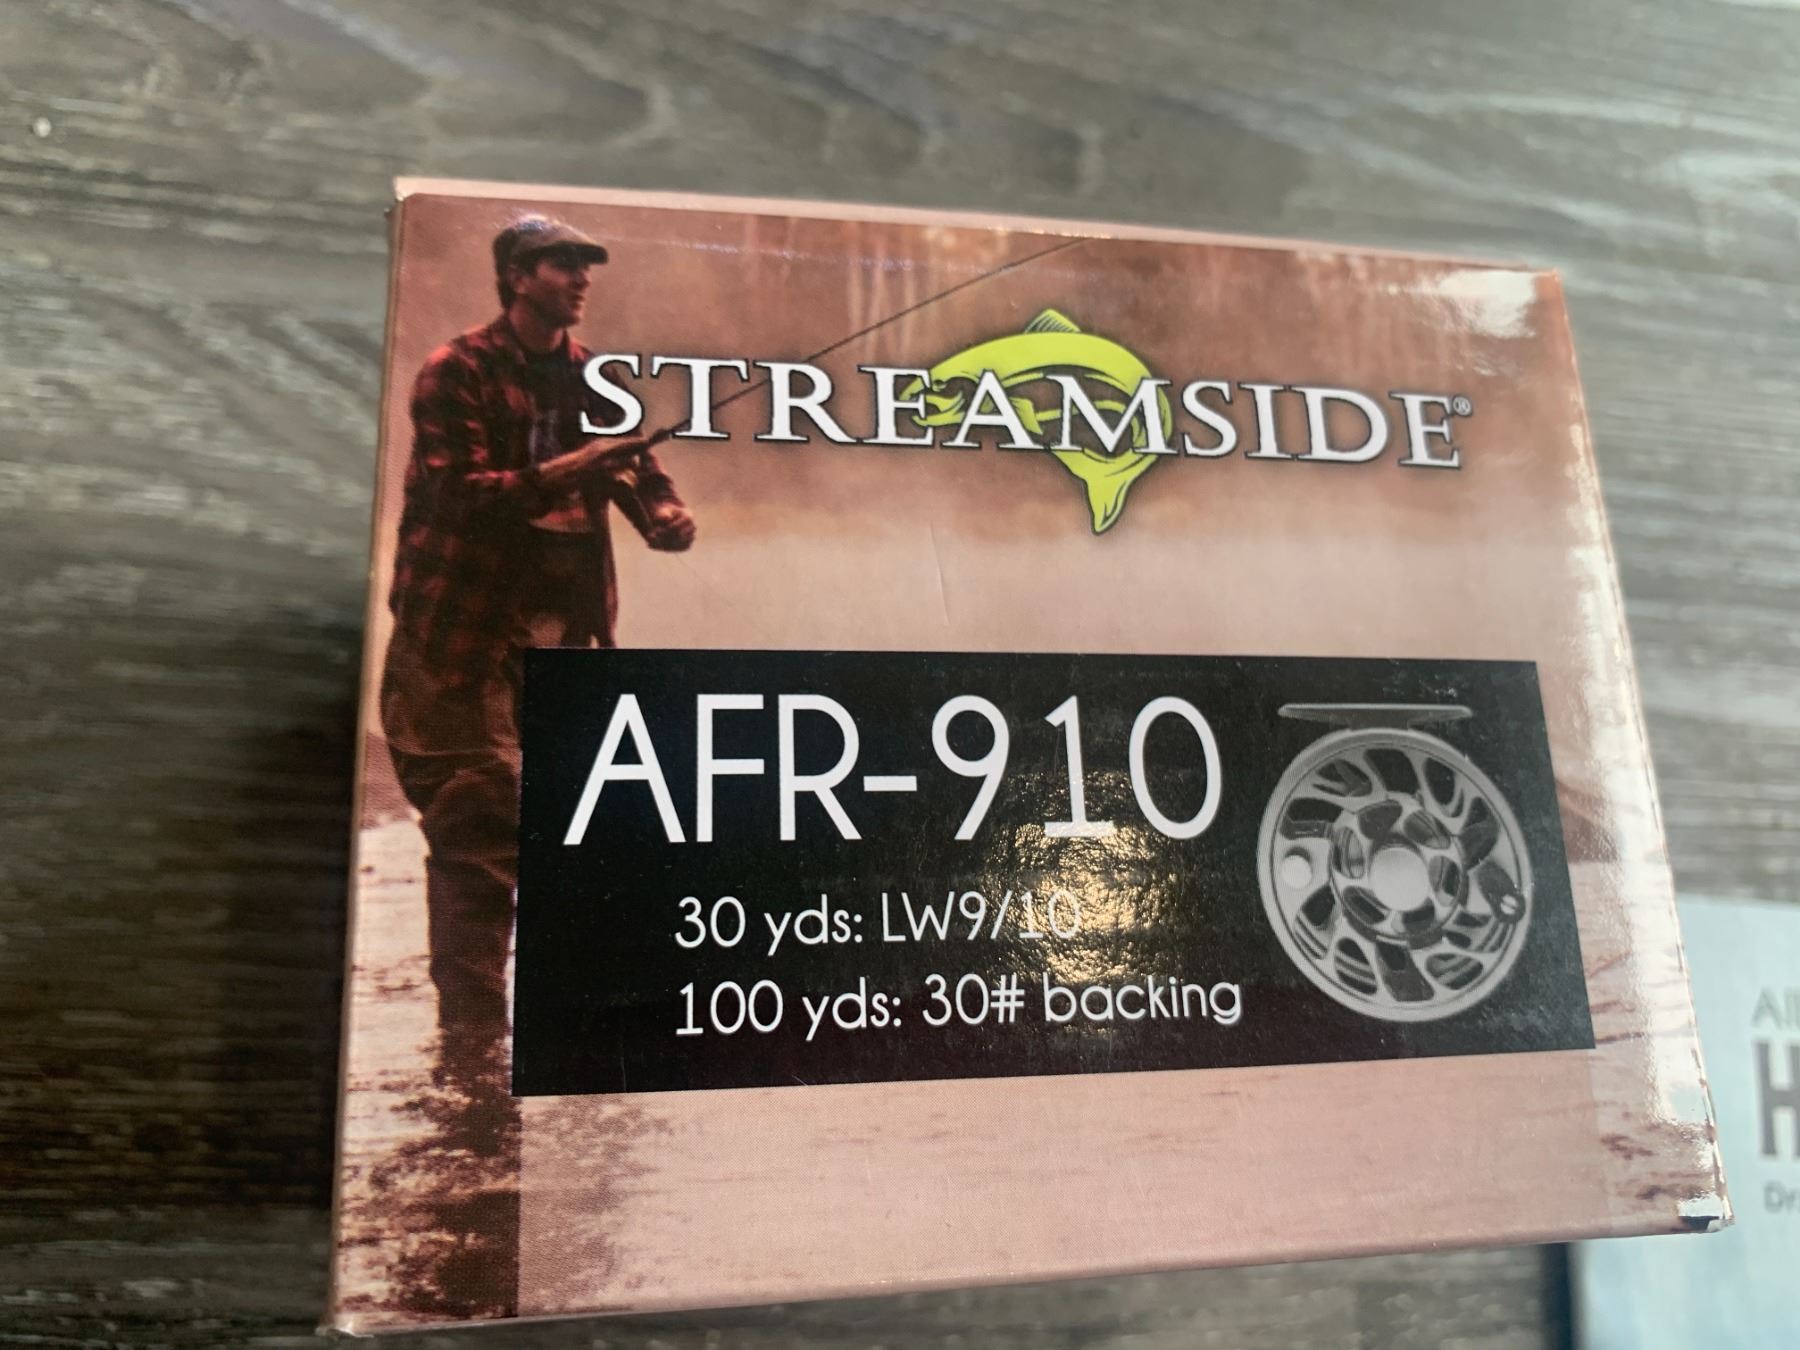 STREAMSIDE®
AFR-910
30 yds: LW9/10
100 yds: 30# backing